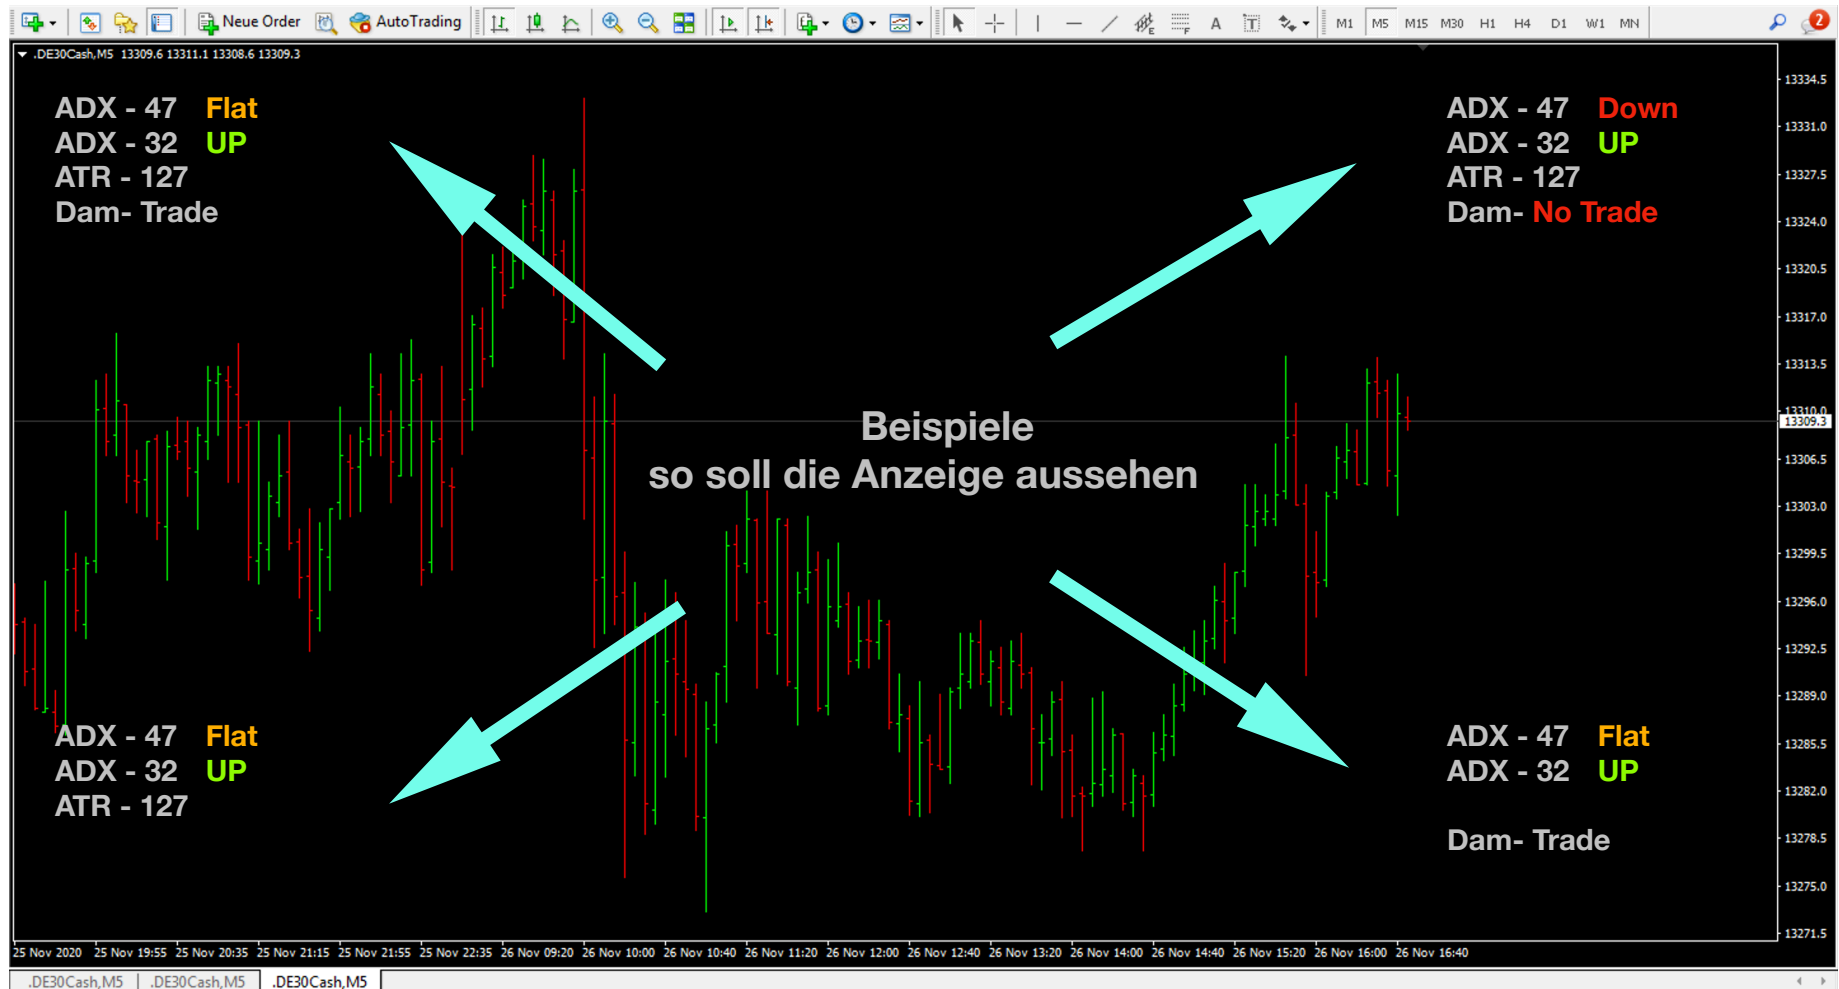 Neue Order
AutoTrading
A
T
E
F
M1 M5 M15 M30 H1 H4 D1 W1 MN
2
.DE30Cash,M5 13309.6 13311.1 13308.6 13309.3
ADX - 47 Flat
ADX - 32 UP
ATR - 127
Dam- Trade
ADX - 47 Down
ADX - 32 UP
ATR - 127
Dam- No Trade
Beispiele
so soll die Anzeige aussehen
ADX - 47 Flat
ADX - 32 UP
ATR - 127
ADX - 47 Flat
ADX - 32 UP
Dam- Trade
13334.5
13331.0
13327.5
13324.0
13320.5
13317.0
13313.5
13310.0
13309.3
13306.5
13303.0
13299.5
13296.0
13292.5
13289.0
13285.5
13282.0
13278.5
13275.0
13271.5
25 Nov 2020 25 Nov 19:55 25 Nov 20:35 25 Nov 21:15 25 Nov 21:55 25 Nov 22:35 26 Nov 09:20 26 Nov 10:00 26 Nov 10:40 26 Nov 11:20 26 Nov 12:00 26 Nov 12:40 26 Nov 13:20 26 Nov 14:00 26 Nov 14:40 26 Nov 15:20 26 Nov 16:00 26 Nov 16:40
.DE30Cash,M5 .DE30Cash,M5 .DE30Cash,M5